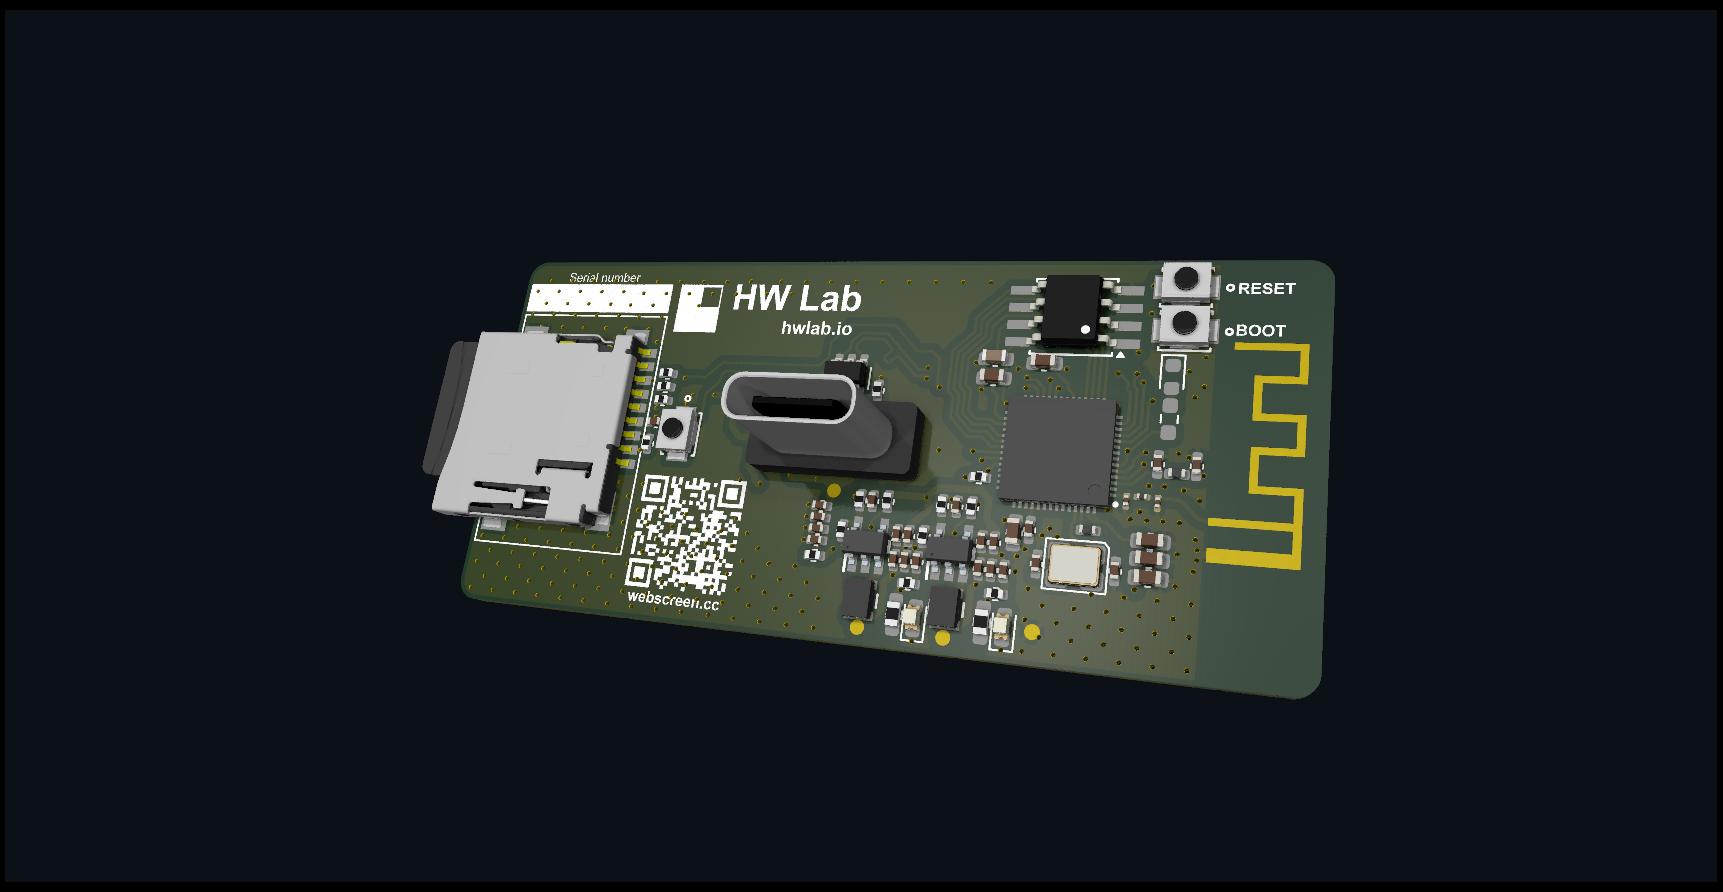 Serial number
HW Lab
hwlab.io
RESET
BOOT
webscreen.cc